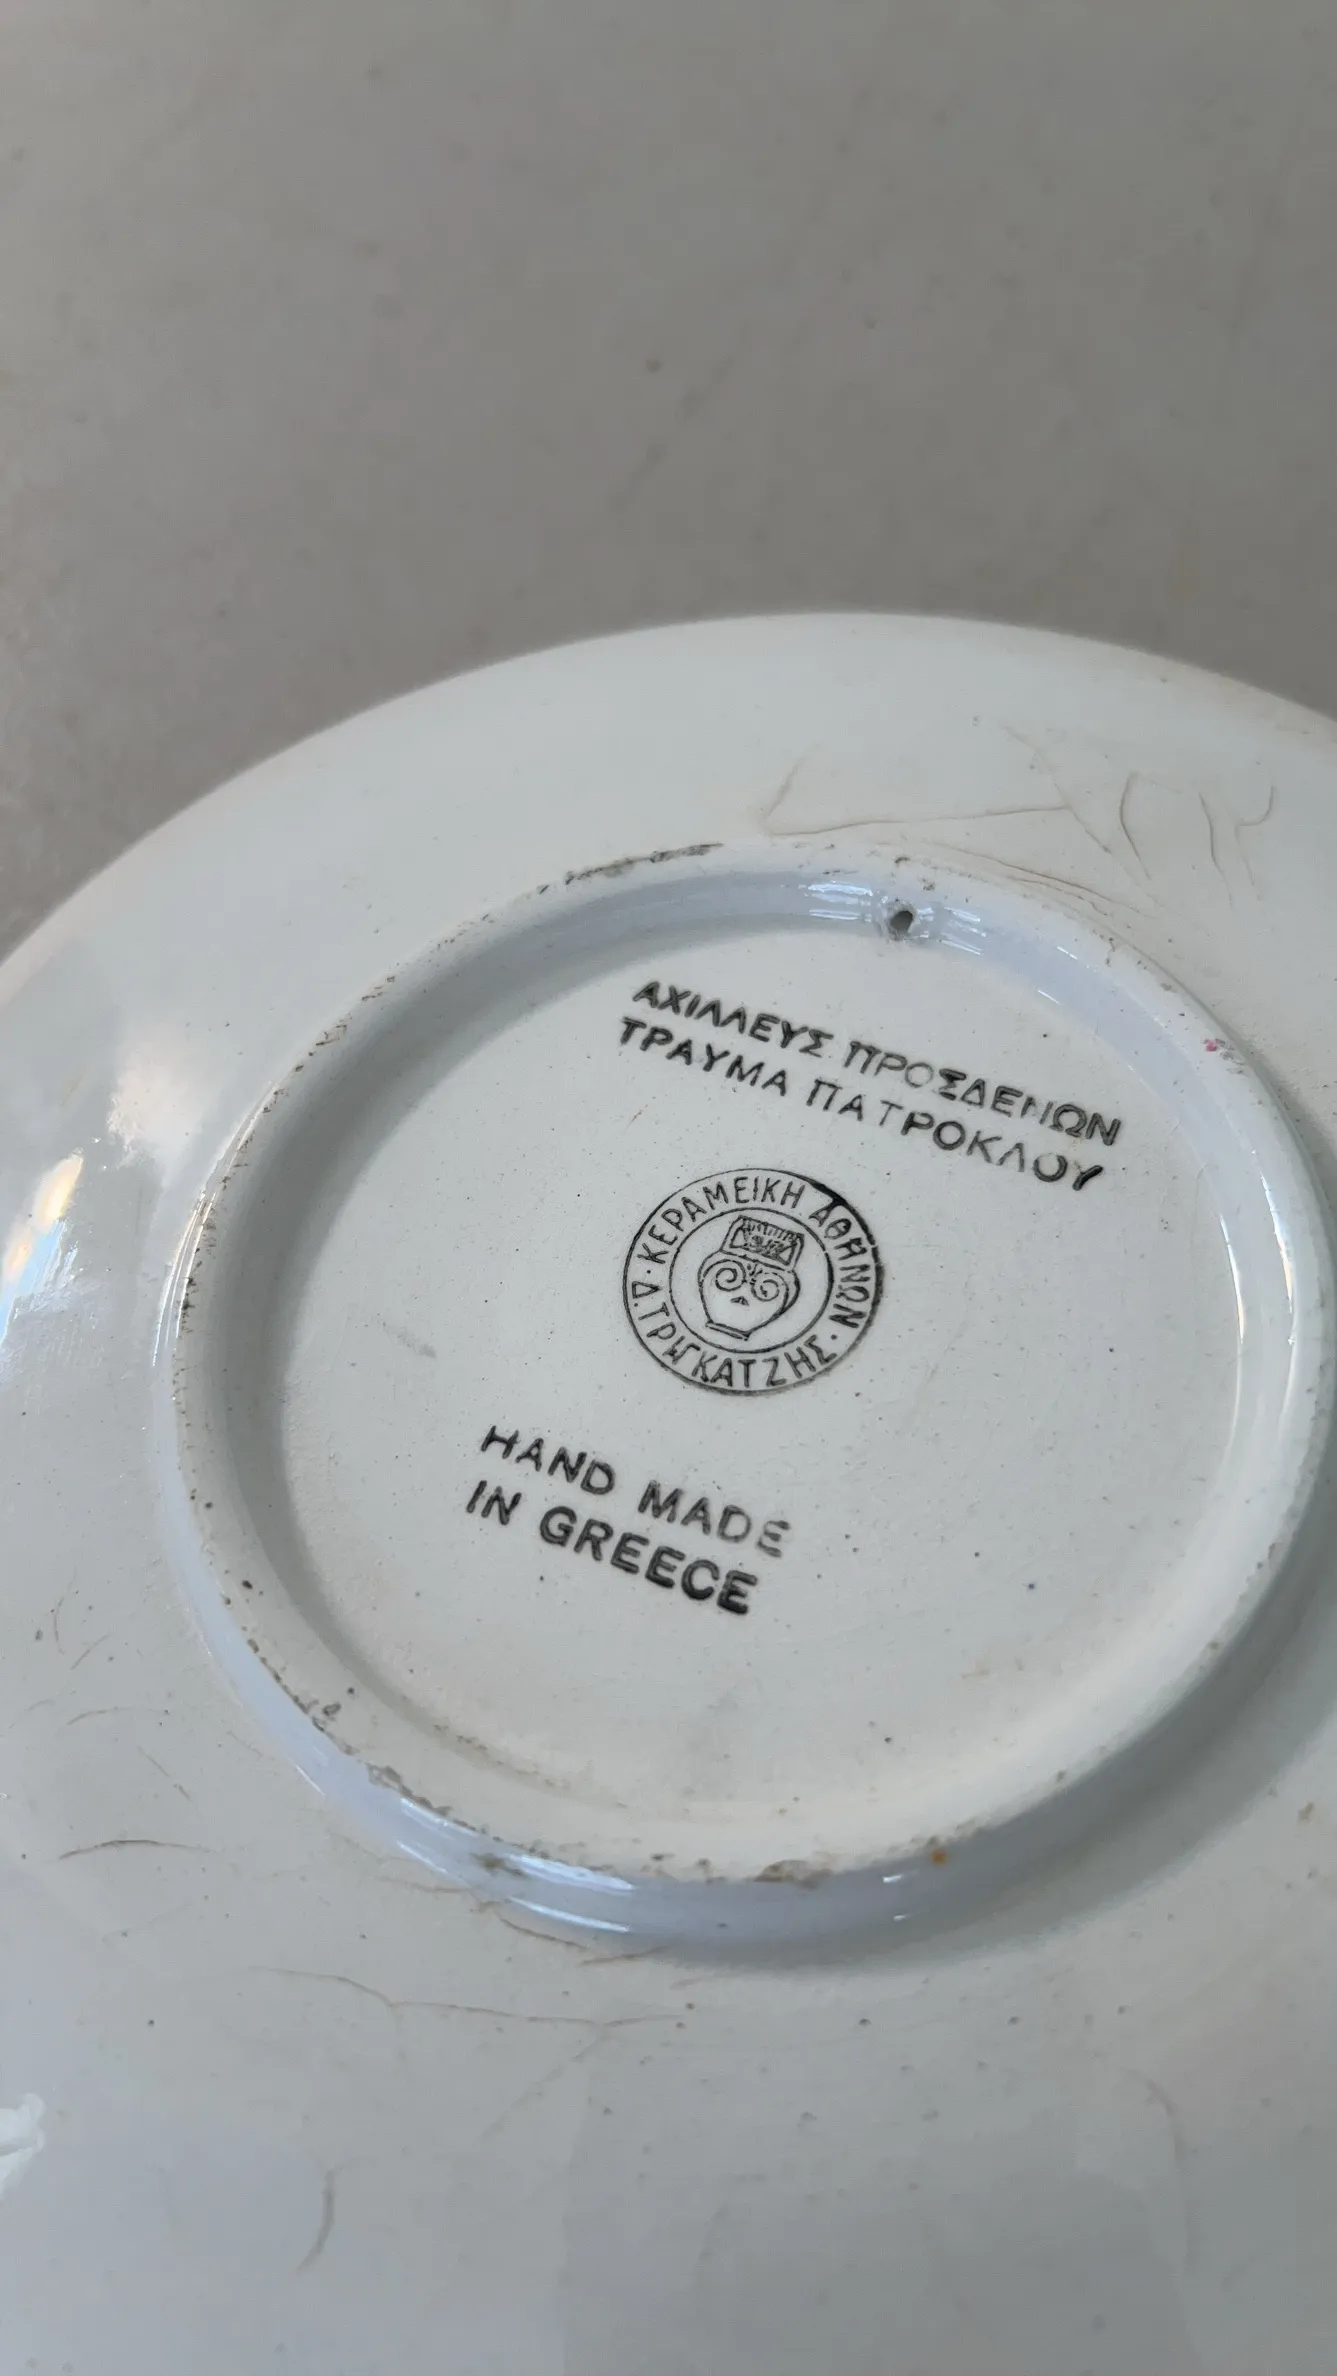 ΑΧΙΛΛΕΥΣ ΠΡΟΣΔΕΝΩΝ
ΤΡΑΥΜΑ ΠΑΤΡΟΚΛΟΥ
ΚΕΡΑΜΕΙΚΗ ΑΘΗΝΩΝ
Δ. ΤΡΙΓΚΑΤΖΗΣ
HAND MADE
IN GREECE